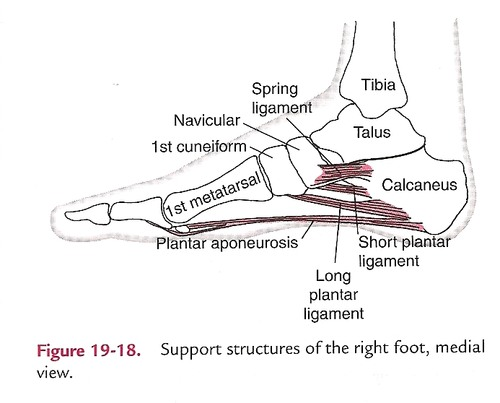 Tibia
Spring
ligament
Navicular
Talus
1st cuneiform
Calcaneus
1st metatarsal
Plantar aponeurosis
Short plantar
ligament
Long
plantar
ligament
Figure 19-18. Support structures of the right foot, medial
view.